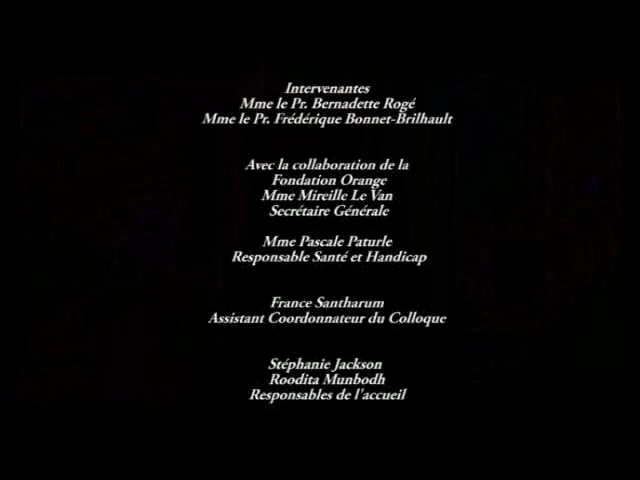 Intervenantes
Mme le Pr. Bernadette Rogé
Mme le Pr. Frédérique Bonnet-Brilhault
Avec la collaboration de la
Fondation Orange
Mme Mireille Le Van
Secrétaire Générale
Mme Pascale Paturle
Responsable Santé et Handicap
France Santharum
Assistant Coordonnateur du Colloque
Stéphanie Jackson
Roodita Munbodh
Responsables de l'accueil